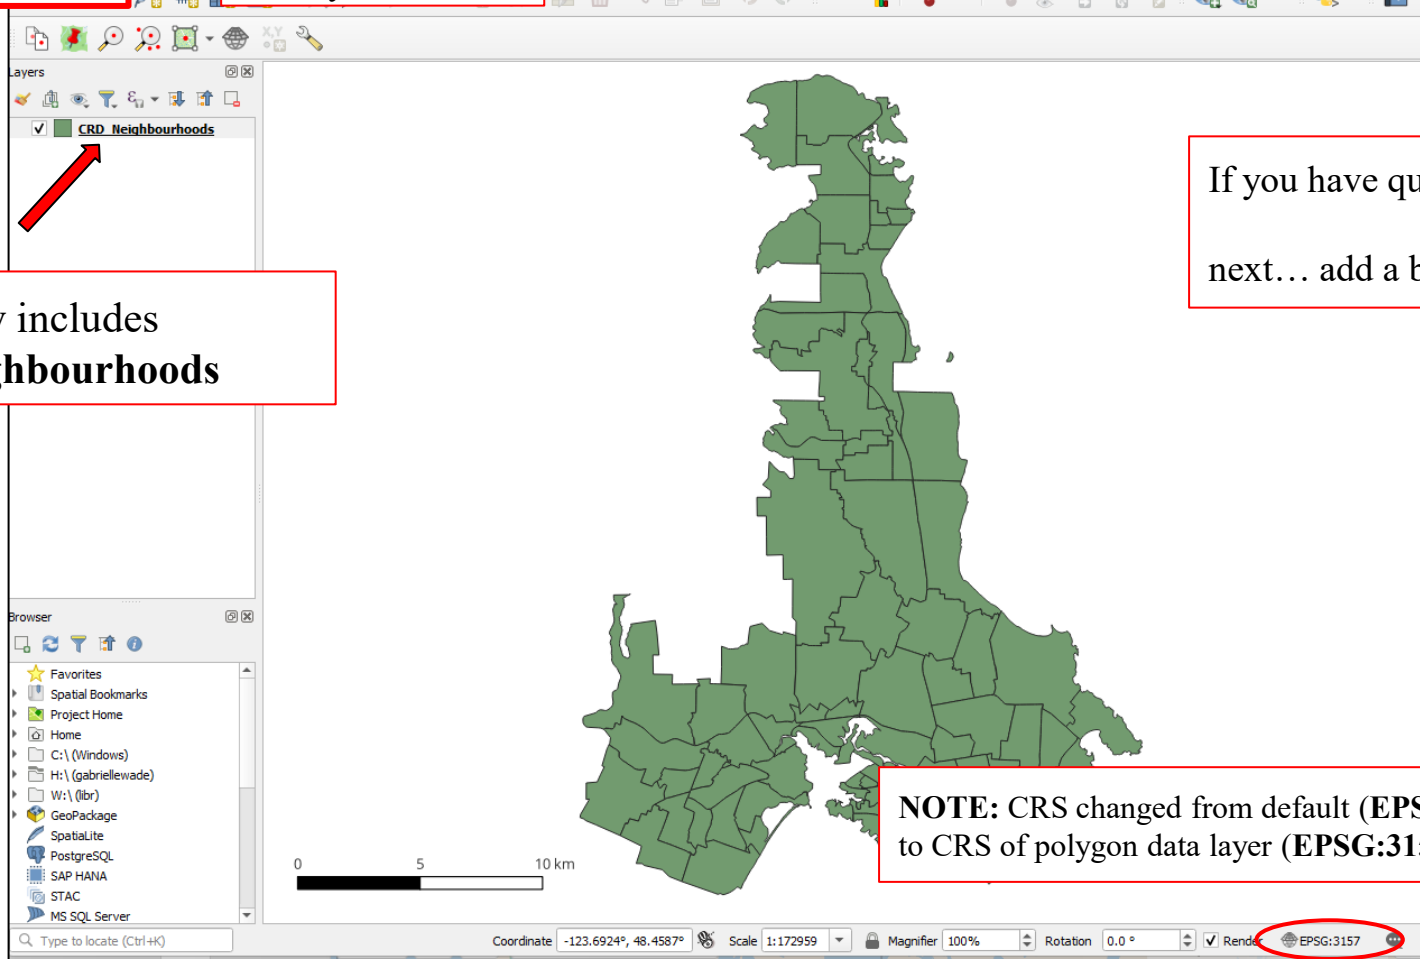 X,Y
Layers
CRD_Neighbourhoods
If you have qu
next… add a b
y includes
ghbourhoods
Browser
Favorites
Spatial Bookmarks
Project Home
Home
C:\ (Windows)
H:\ (gabriellewade)
W:\ (libr)
GeoPackage
SpatiaLite
PostgreSQL
SAP HANA
STAC
MS SQL Server
0 5 10 km
NOTE: CRS changed from default (EPS
to CRS of polygon data layer (EPSG:315
Type to locate (Ctrl+K)
Coordinate -123.6924°, 48.4587° Scale 1:172959 Magnifier 100% Rotation 0.0 ° Render EPSG:3157